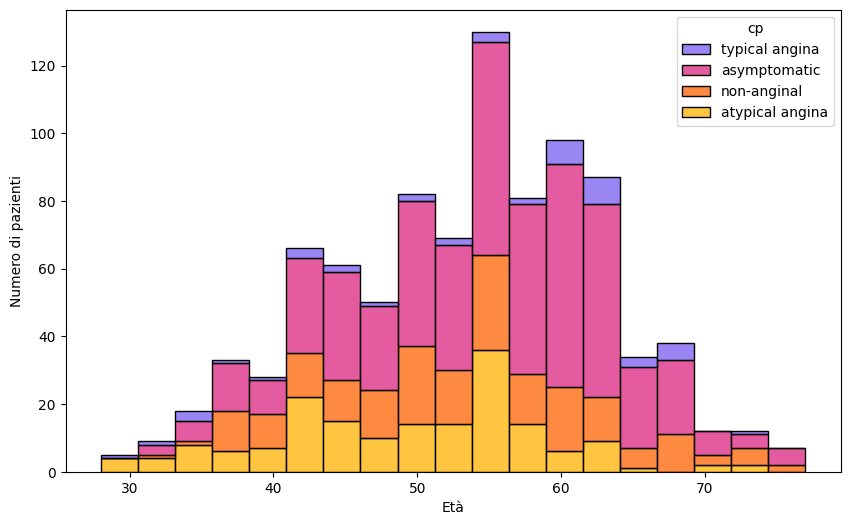 cp
typical angina
asymptomatic
non-anginal
atypical angina
Numero di pazienti
120
100
80
60
40
20
0
30 40 50 60 70
Età